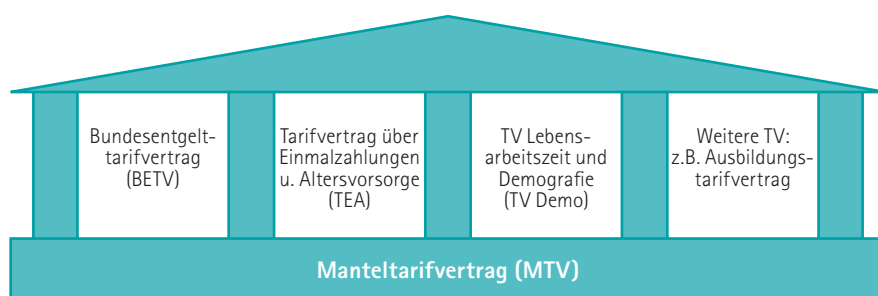 Bundesentgelt-
tarifvertrag
(BETV)
Tarifvertrag über
Einmalzahlungen
u. Altersvorsorge
(TEA)
TV Lebens-
arbeitszeit und
Demografie
(TV Demo)
Weitere TV:
z.B. Ausbildungs-
tarifvertrag
Manteltarifvertrag (MTV)